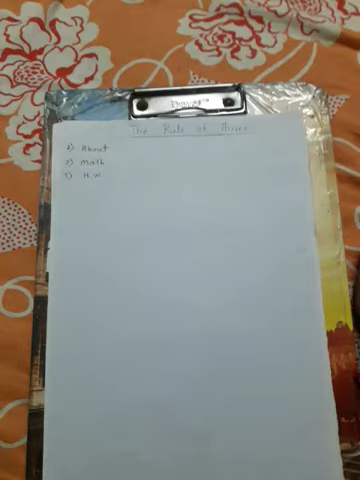 The Rule of
1) About
2) Math
3) H.W